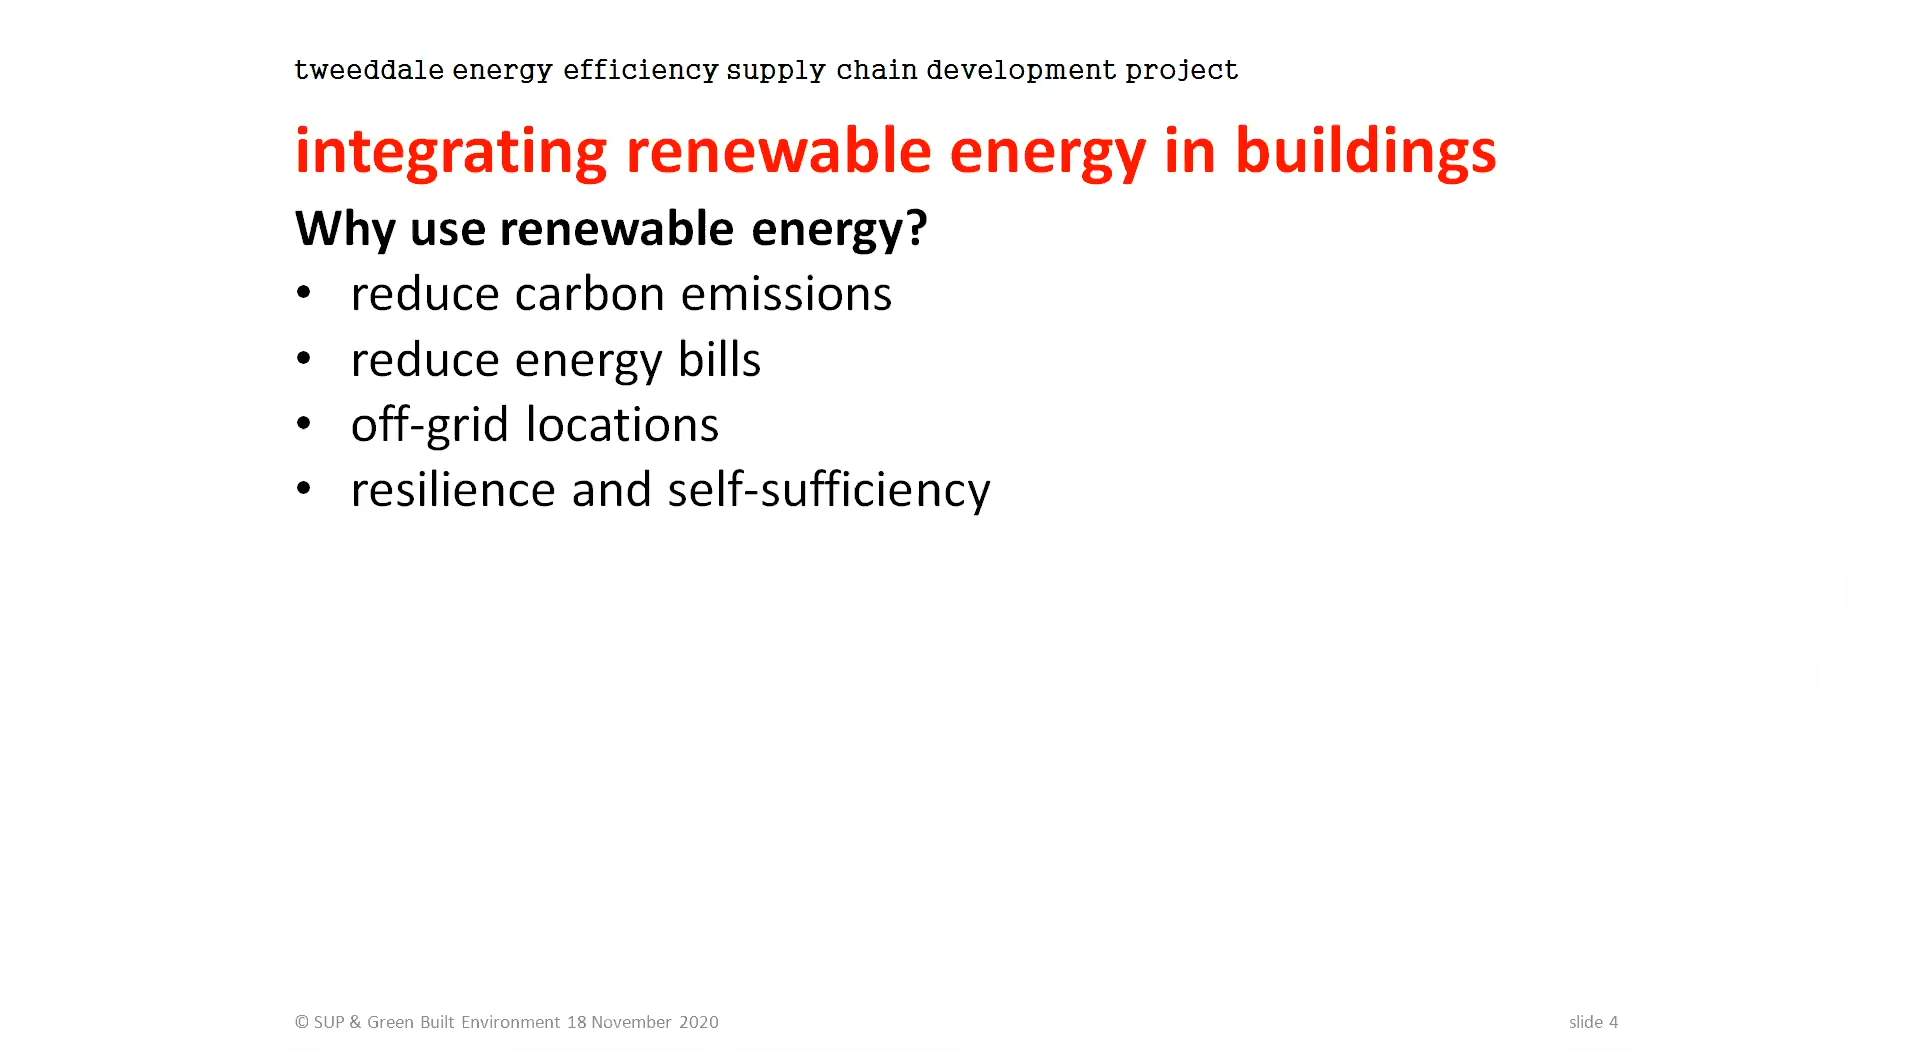 tweeddale energy efficiency supply chain development project
integrating renewable energy in buildings
Why use renewable energy?
• reduce carbon emissions
• reduce energy bills
• off-grid locations
• resilience and self-sufficiency
© SUP & Green Built Environment 18 November 2020
slide 4